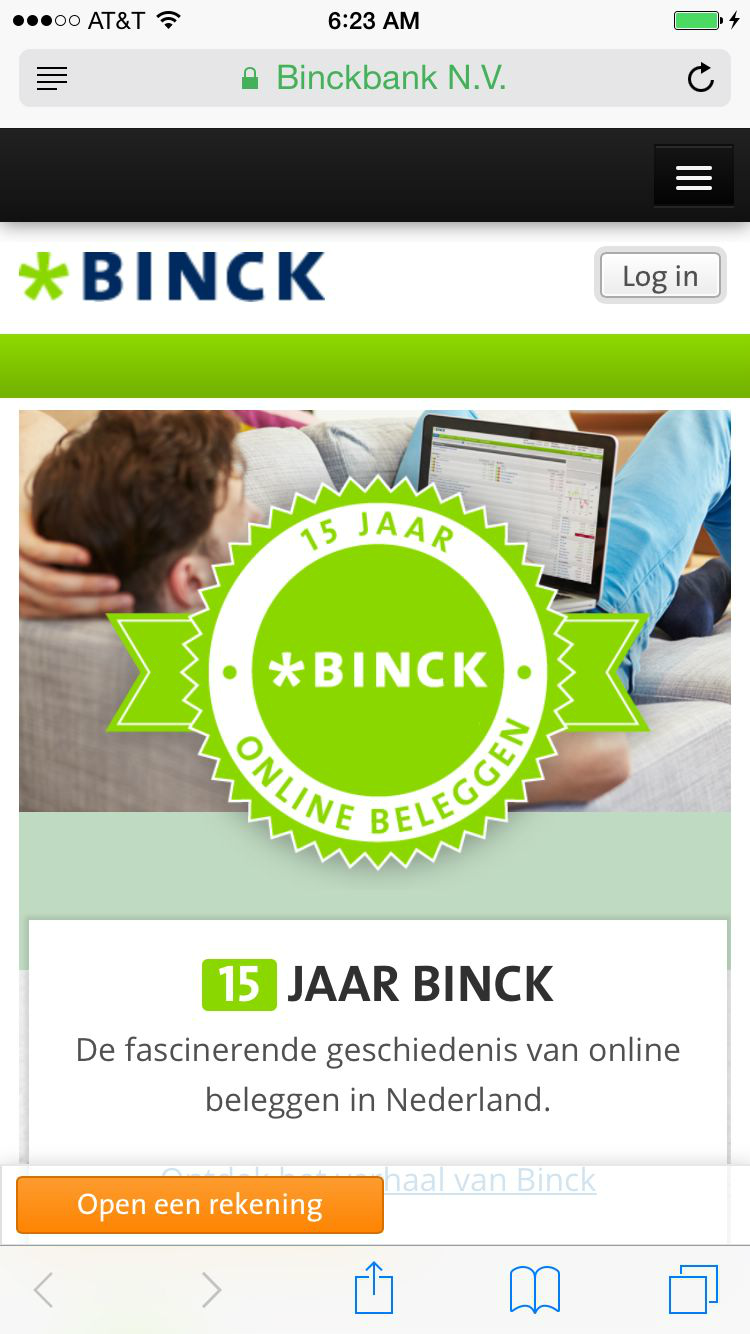 AT&T
6:23 AM
Binckbank N.V.
BINCK
Log in
15 JAAR
*BINCK
ONLINE BELEGGEN
15 JAAR BINCK
De fascinerende geschiedenis van online
beleggen in Nederland.
Ontdek het verhaal van Binck
Open een rekening